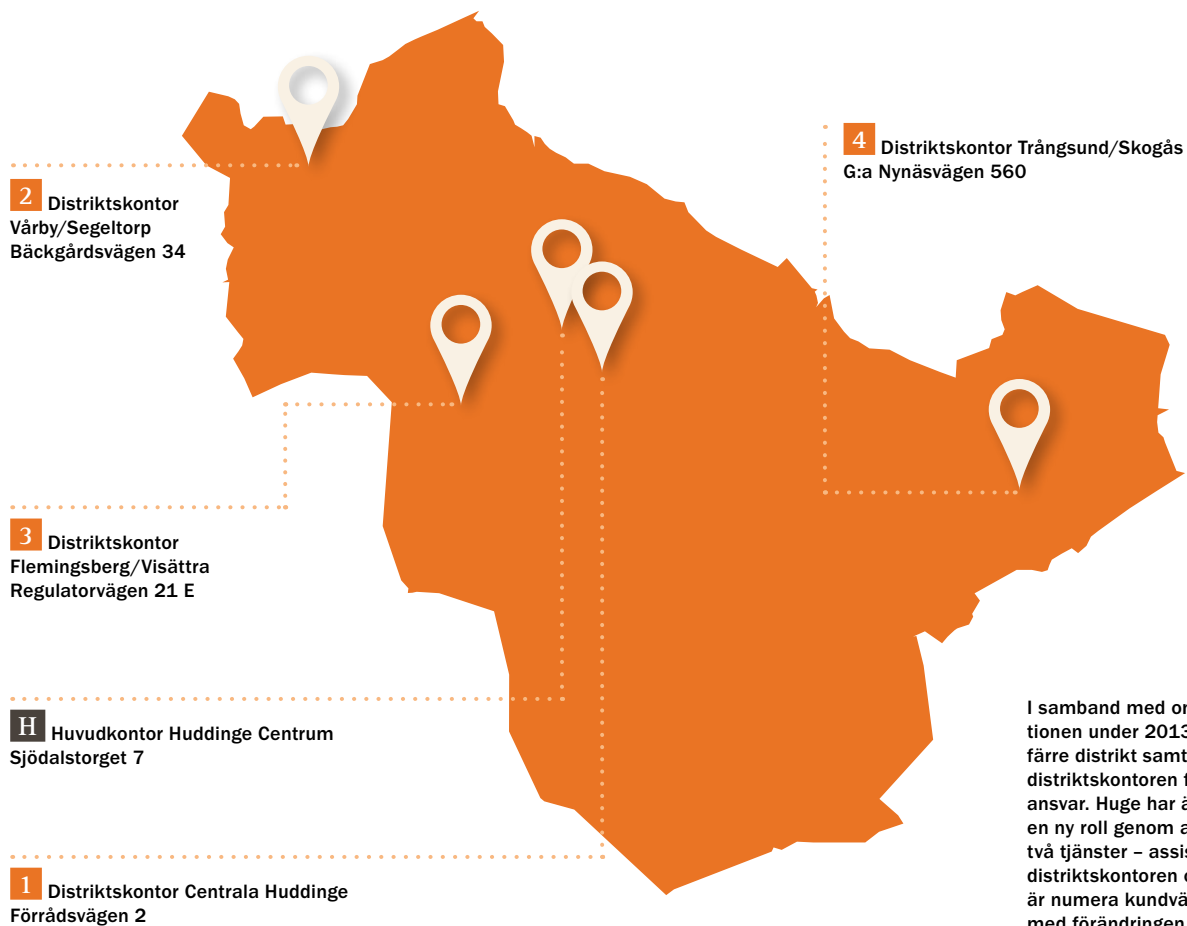 4 Distriktskontor Trångsund/Skogås
G:a Nynäsvägen 560
2 Distriktskontor
Vårby/Segeltorp
Bäckgårdsvägen 34
3 Distriktskontor
Flemingsberg/Visättra
Regulatorvägen 21 E
H Huvudkontor Huddinge Centrum
Sjödalstorget 7
1 Distriktskontor Centrala Huddinge
Förrådsvägen 2
I samband med or
tionen under 2013
färre distrikt samt
distriktskontoren f
ansvar. Huge har ä
en ny roll genom a
två tjänster – assis
distriktskontoren o
är numera kundvä
med förändringen